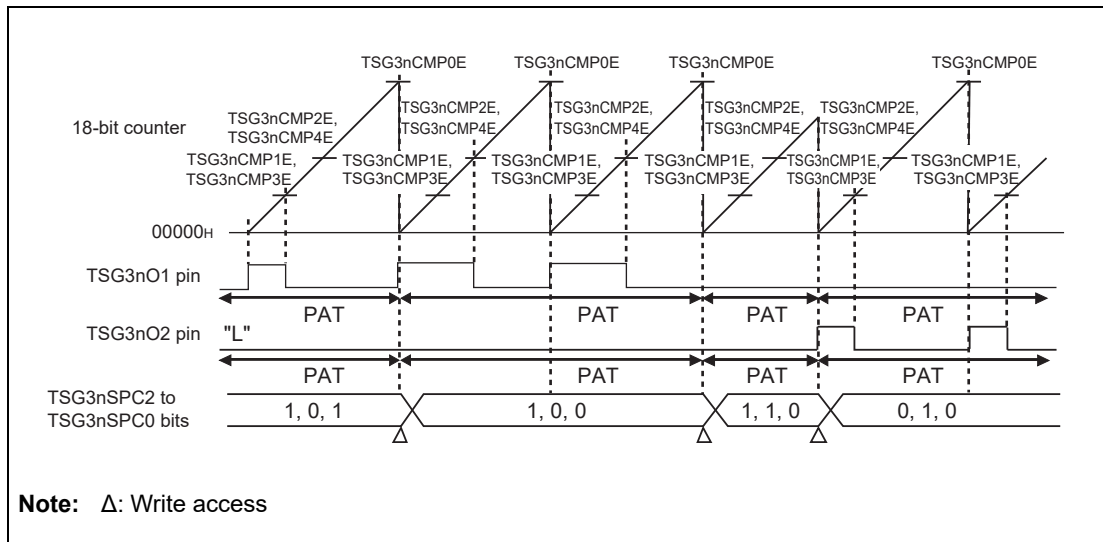 TSG3nCMP0E TSG3nCMP0E TSG3nCMP0E TSG3nCMP0E
TSG3nCMP2E, TSG3nCMP2E, TSG3nCMP2E, TSG3nCMP2E, TSG3nCMP2E,
18-bit counter TSG3nCMP4E TSG3nCMP4E TSG3nCMP4E TSG3nCMP4E TSG3nCMP4E
TSG3nCMP1E, TSG3nCMP1E, TSG3nCMP1E, TSG3nCMP1E, TSG3nCMP1E, TSG3nCMP1E,
TSG3nCMP3E TSG3nCMP3E TSG3nCMP3E TSG3nCMP3E TSG3nCMP3E TSG3nCMP3E
00000H
TSG3nO1 pin
PAT PAT PAT PAT
TSG3nO2 pin "L"
PAT PAT PAT PAT
TSG3nSPC2 to
TSG3nSPC0 bits 1, 0, 1 1, 0, 0 1, 1, 0 0, 1, 0
Δ Δ Δ
Note: Δ: Write access